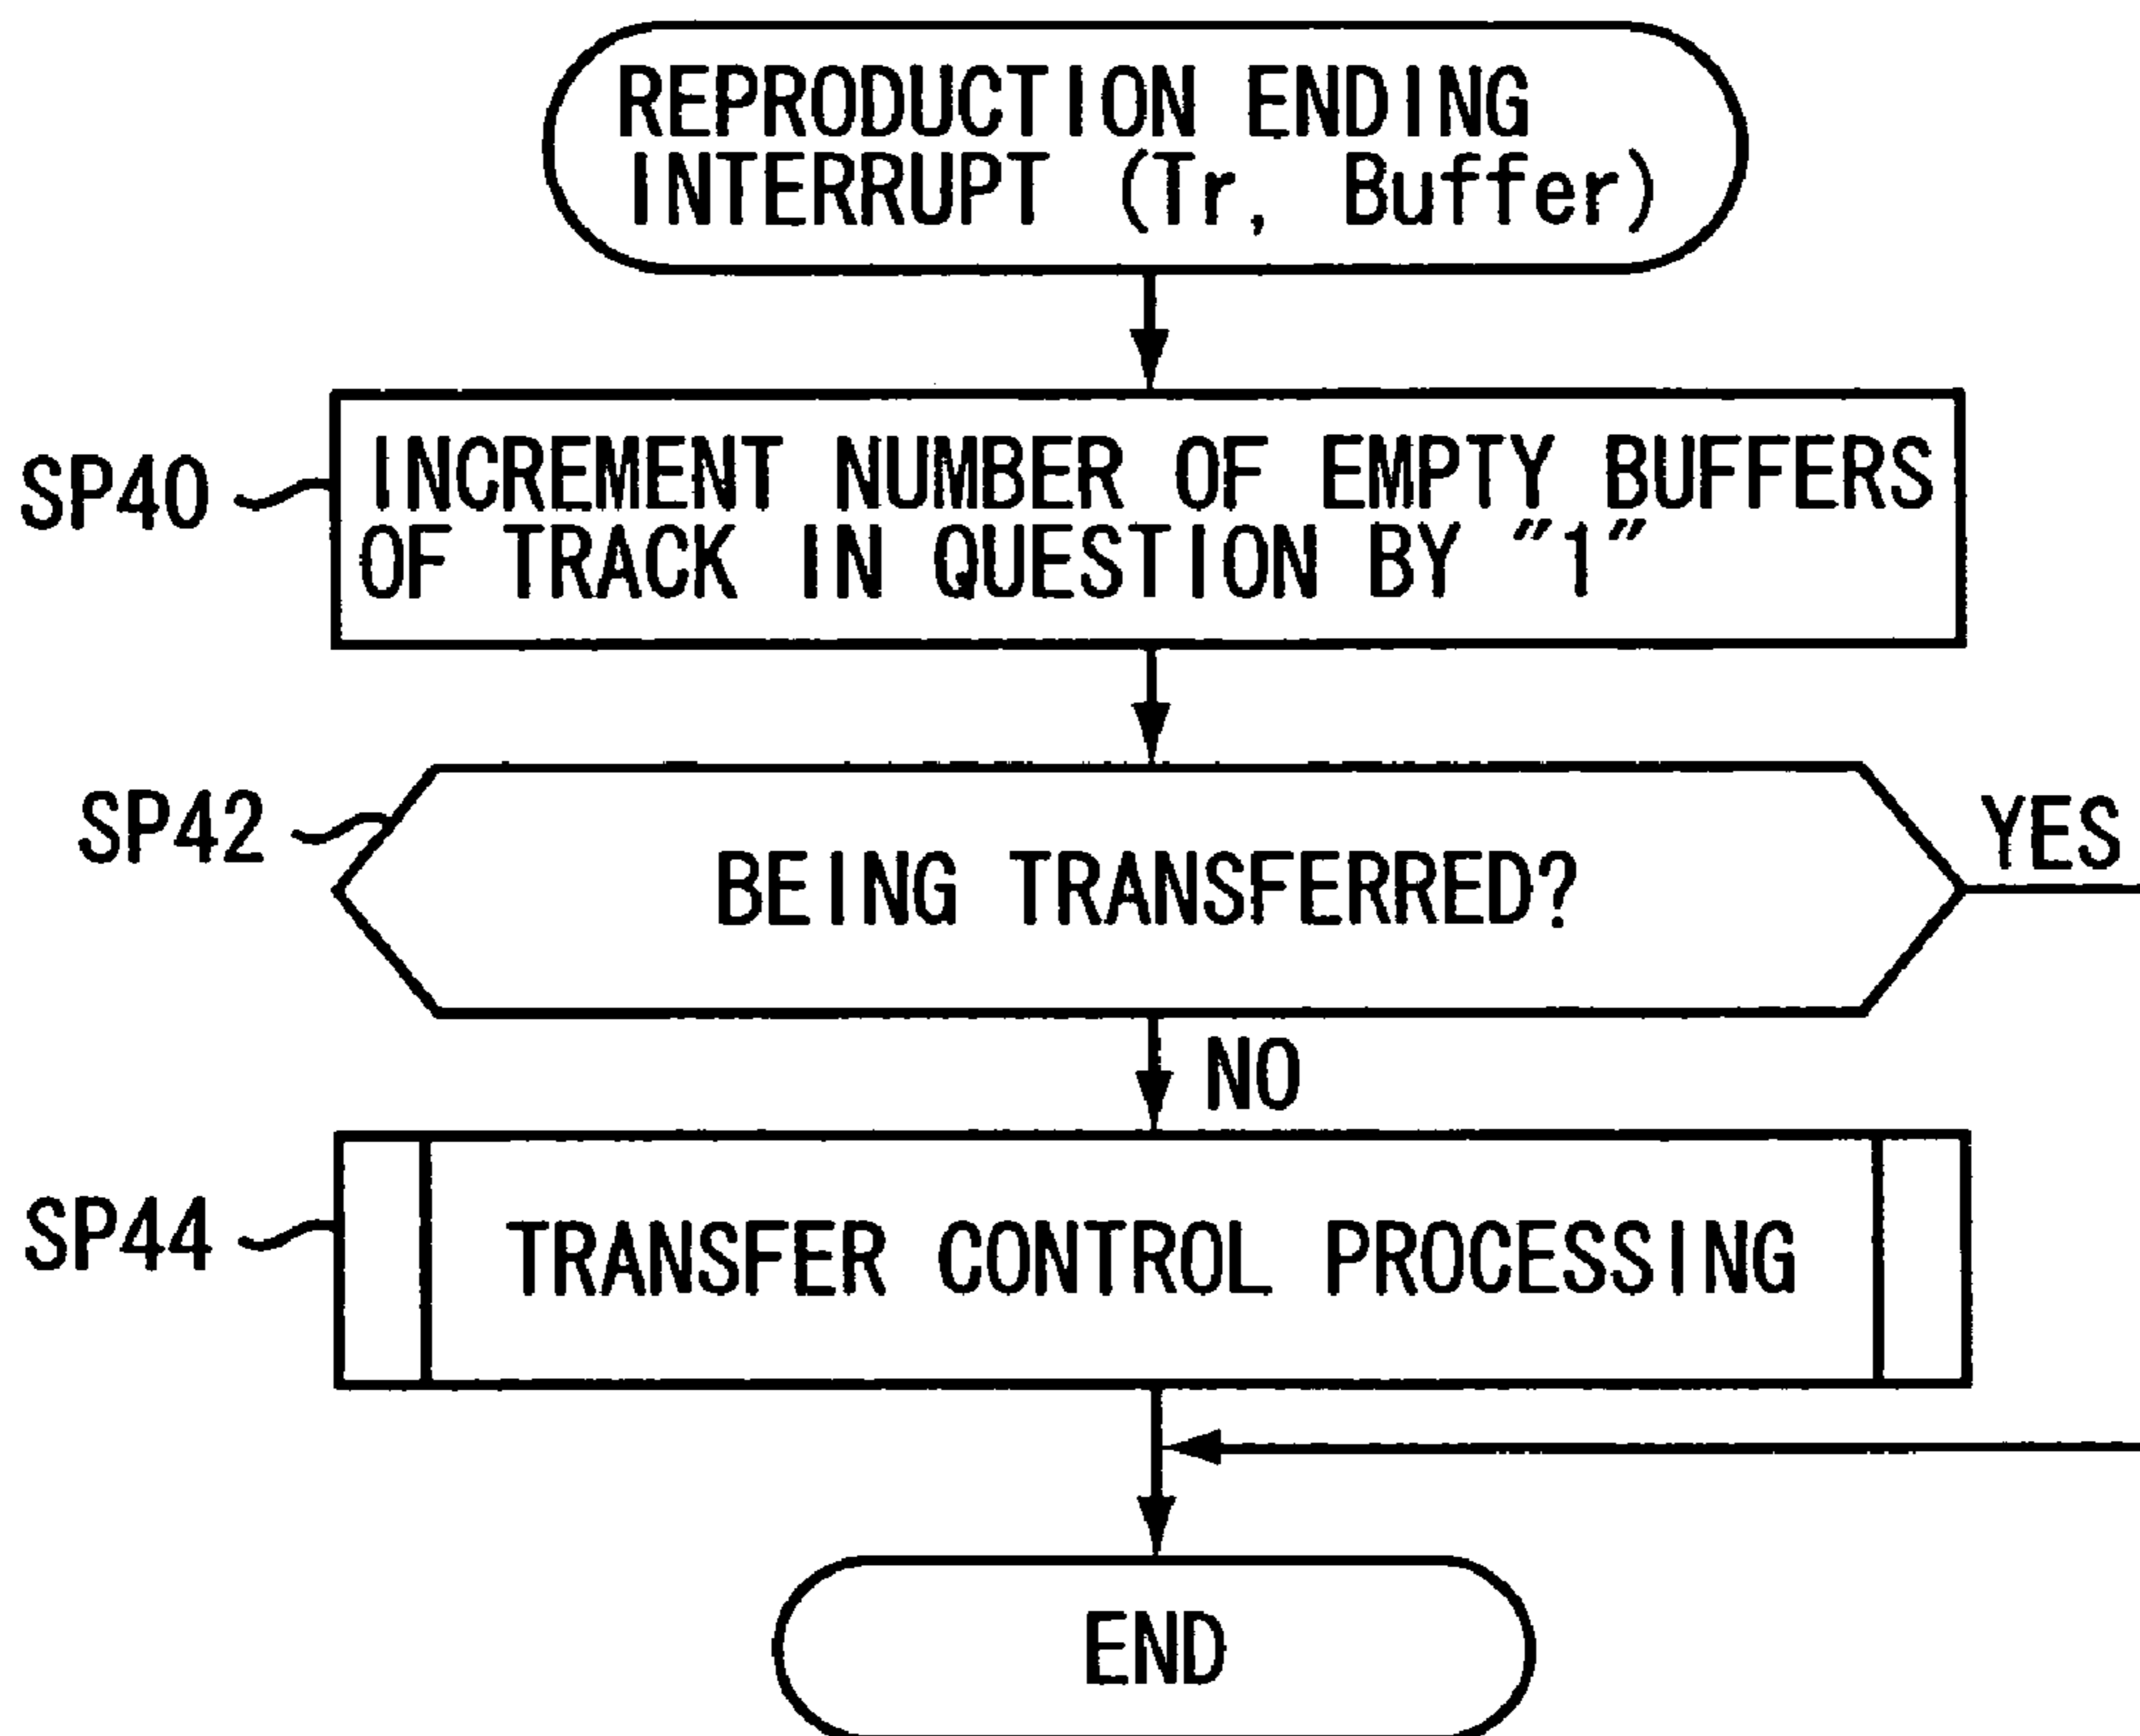 REPRODUCTION ENDING
INTERRUPT (Tr, Buffer)
SP40
INCREMENT NUMBER OF EMPTY BUFFERS
OF TRACK IN QUESTION BY "1"
SP42
BEING TRANSFERRED?
YES
NO
SP44
TRANSFER CONTROL PROCESSING
END